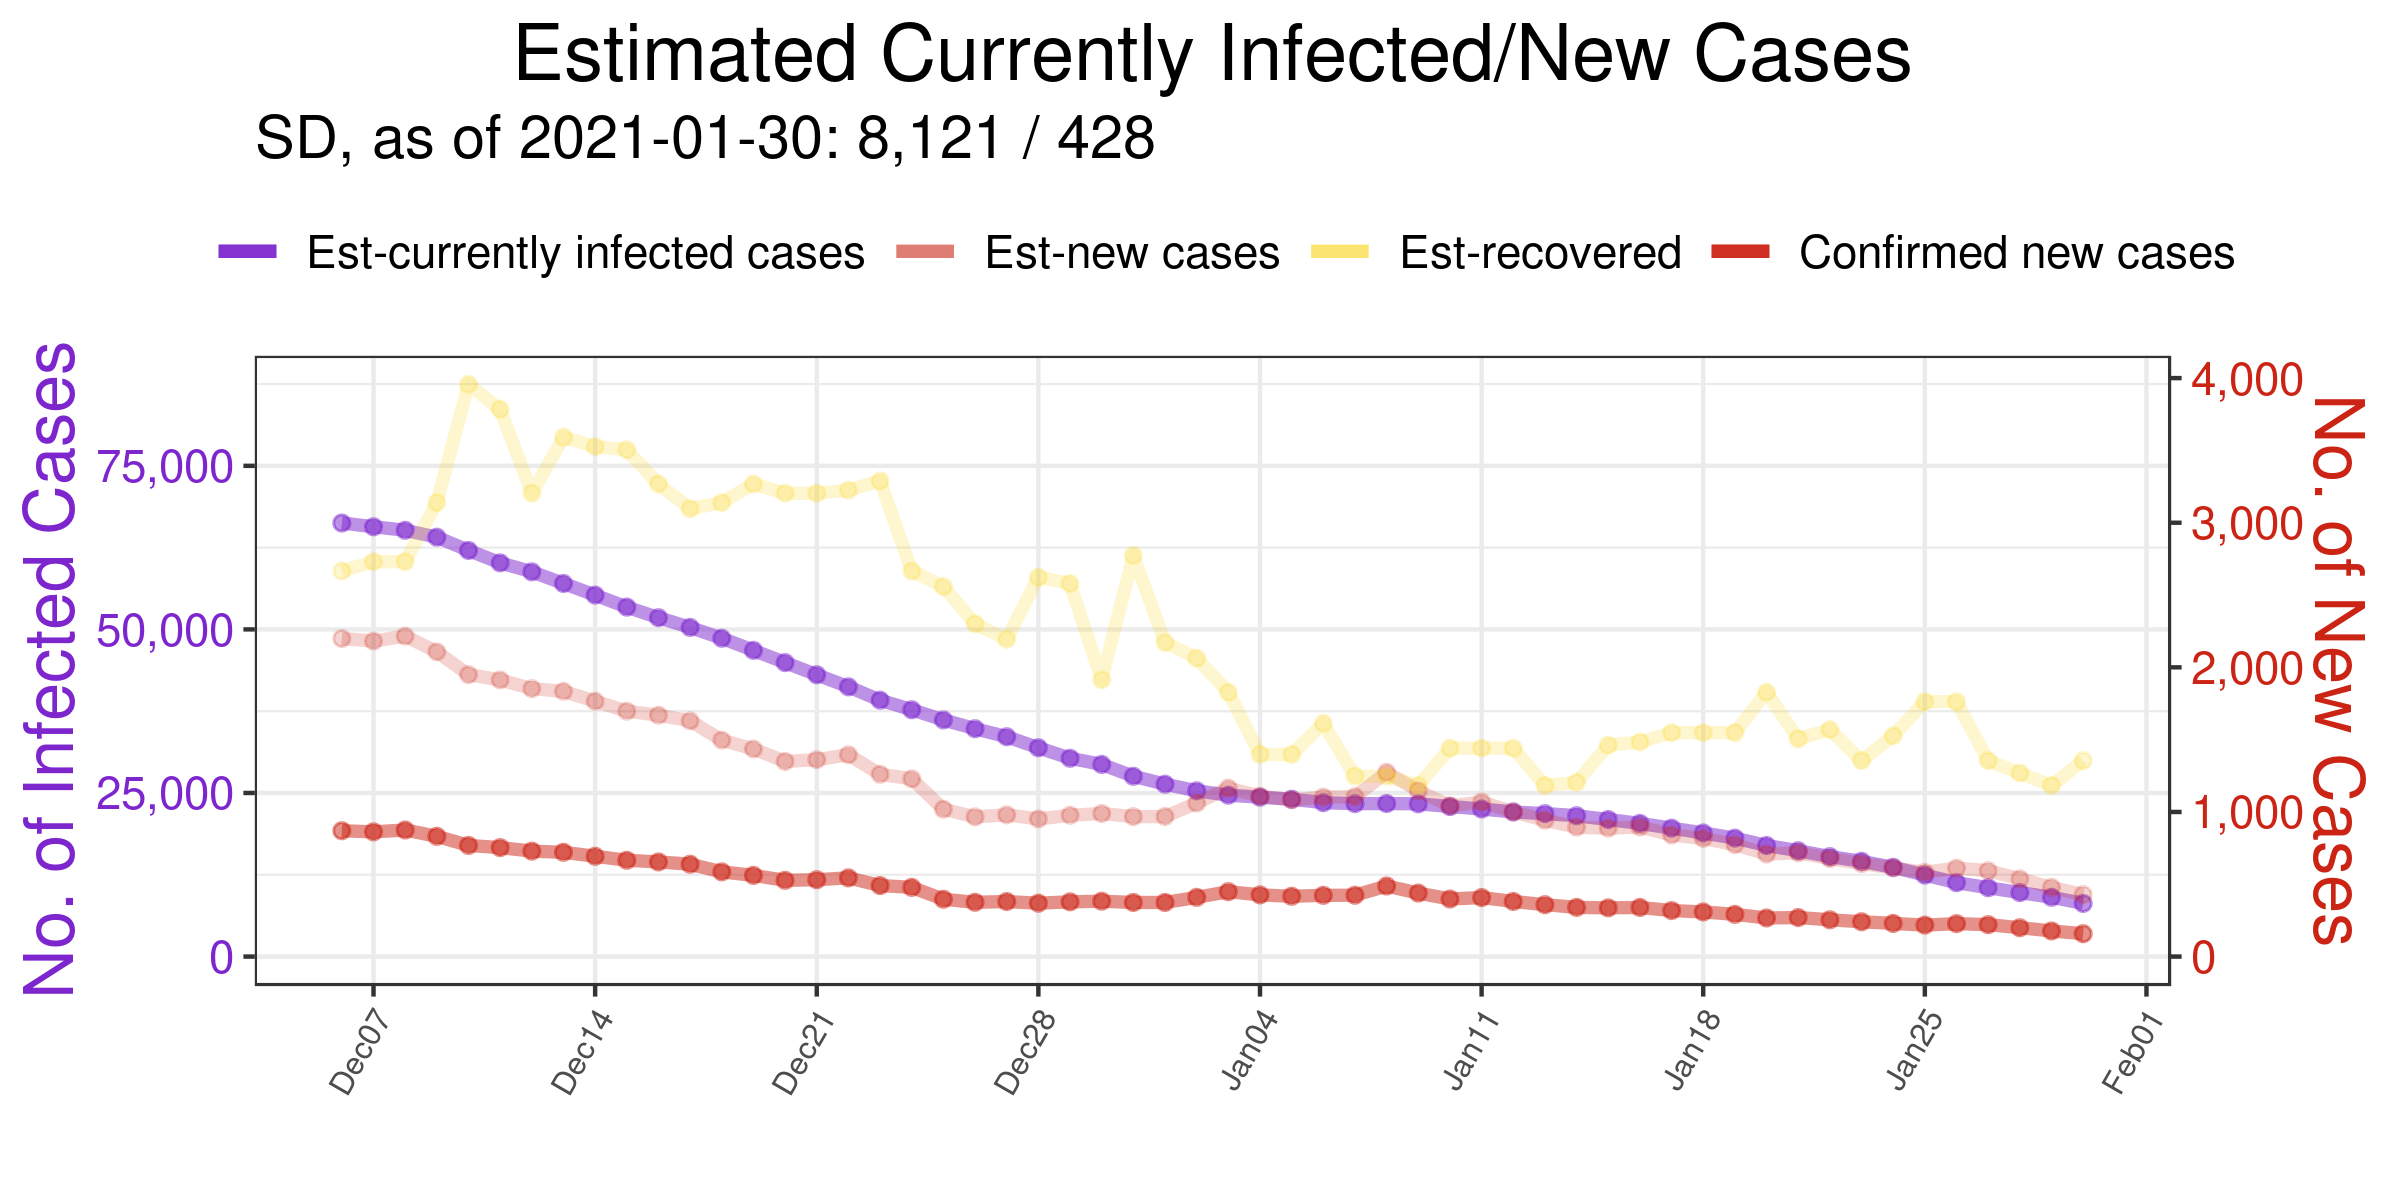 Estimated Currently Infected/New Cases
SD, as of 2021-01-30: 8,121 / 428
Est-currently infected cases Est-new cases Est-recovered Confirmed new cases
No. of Infected Cases
75,000
50,000
25,000
0
4,000
3,000
2,000
1,000
0
No. of New Cases
Dec07 Dec14 Dec21 Dec28 Jan04 Jan11 Jan18 Jan25 Feb01